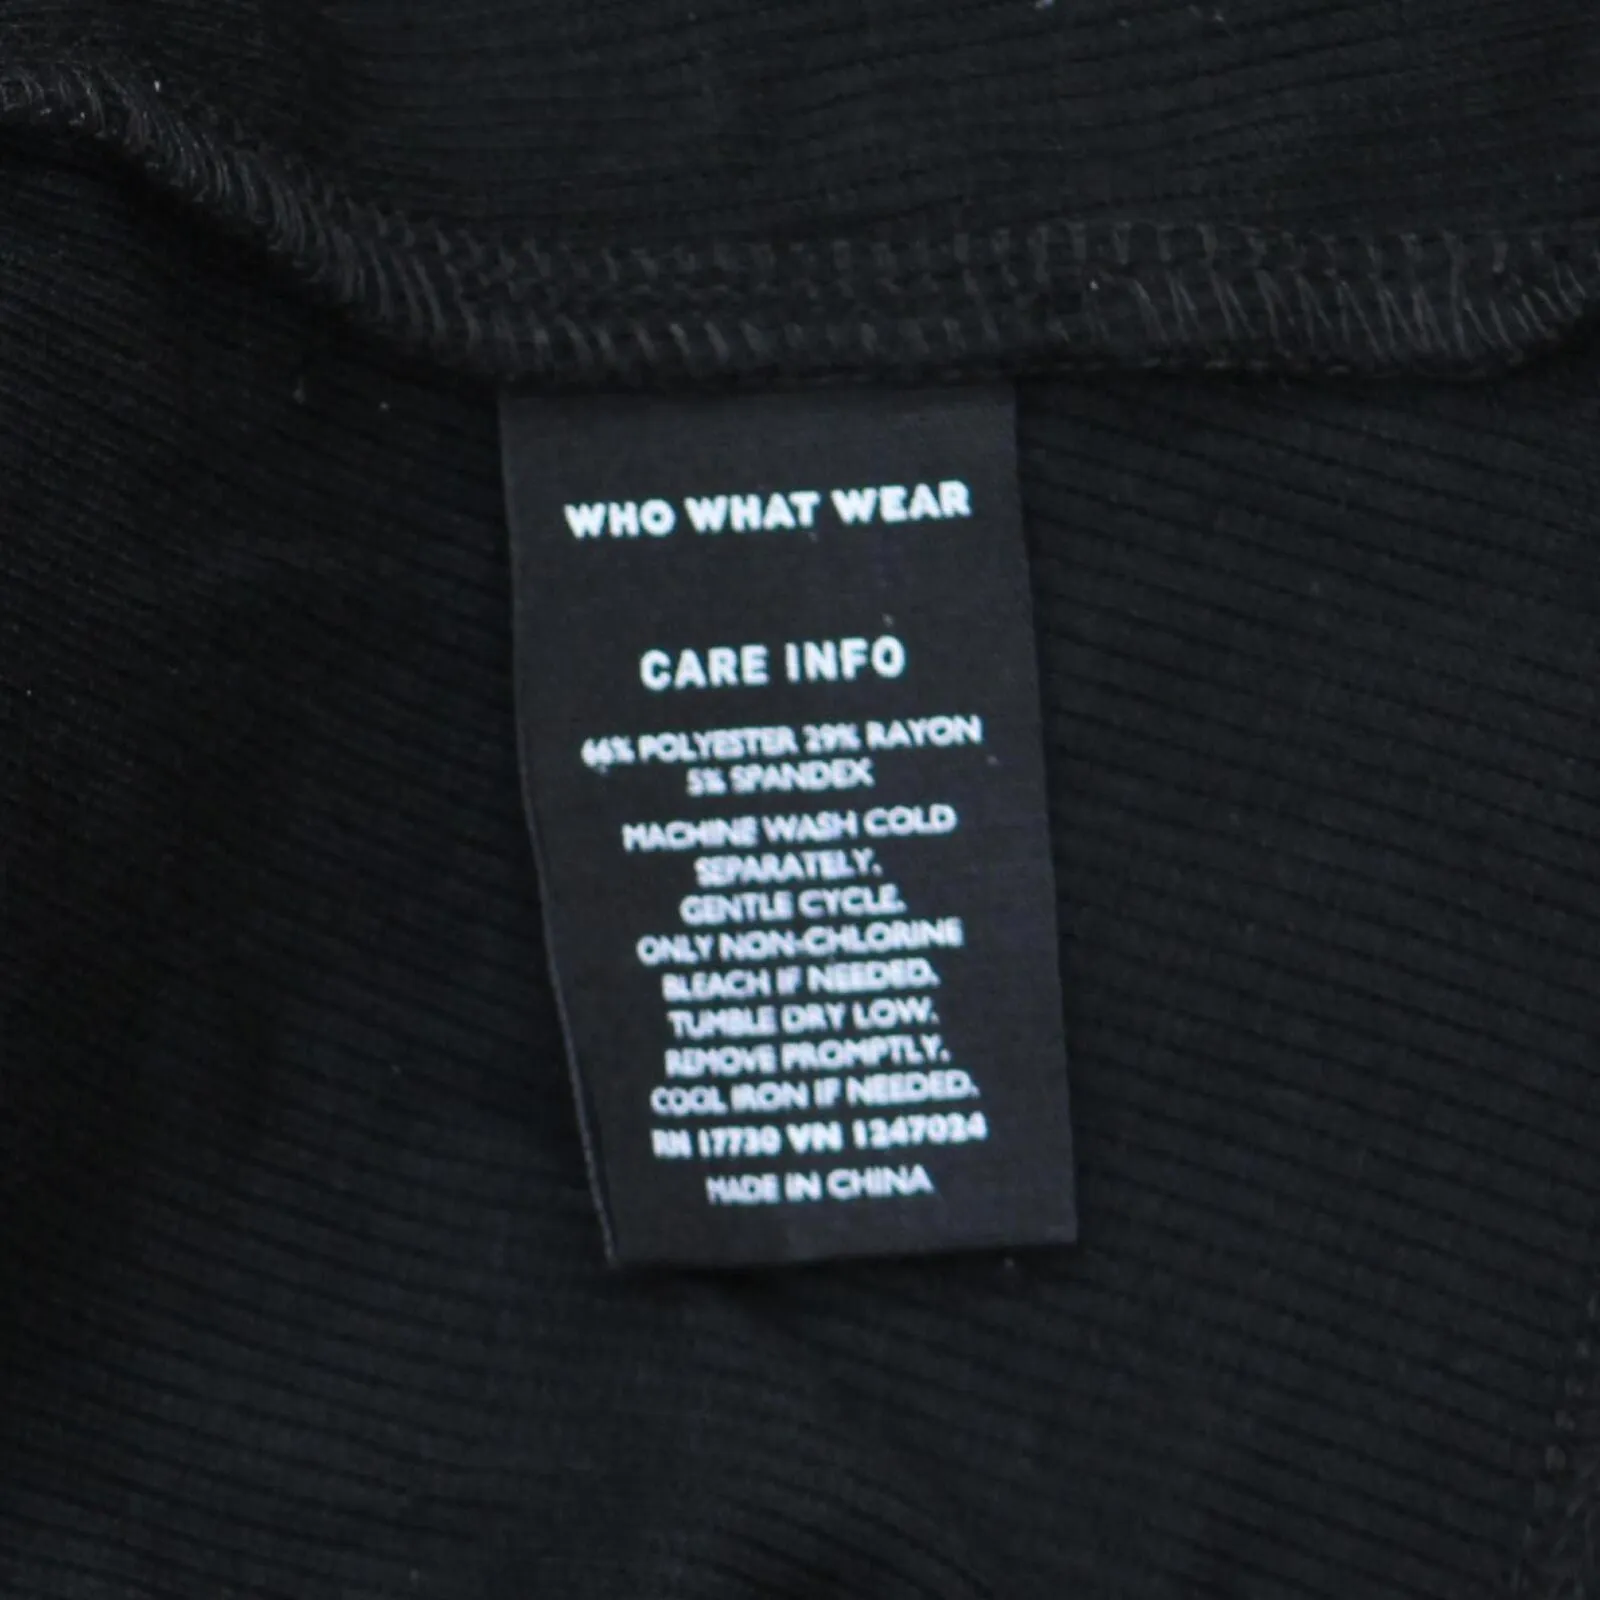 WHO WHAT WEAR
CARE INFO
66% POLYESTER 29% RAYON
5% SPANDEX
MACHINE WASH COLD
SEPARATELY.
GENTLE CYCLE.
ONLY NON-CHLORINE
BLEACH IF NEEDED.
TUMBLE DRY LOW.
REMOVE PROMPTLY.
COOL IRON IF NEEDED.
RN 17730 VN 1247024
MADE IN CHINA